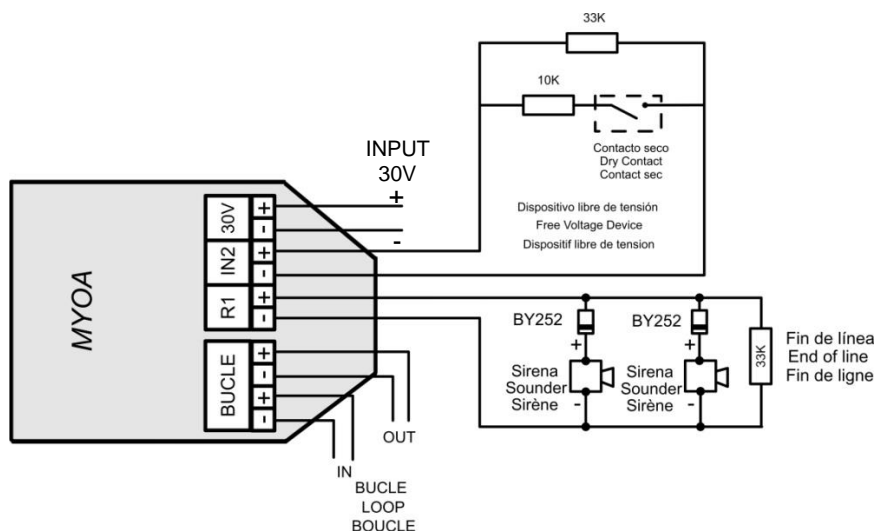 33K
10K
Contacto seco
Dry Contact
Contact sec
INPUT
30V
+
-
Dispositivo libre de tensión
Free Voltage Device
Dispositif libre de tension
MYOA
30V
+
-
IN2
+
-
R1
+
-
BUCLE
+
-
+
-
BY252
BY252
+
+
Sirena
Sounder
Sirène
-
Sirena
Sounder
Sirène
-
33K
Fin de línea
End of line
Fin de ligne
OUT
IN
BUCLE
LOOP
BOUCLE